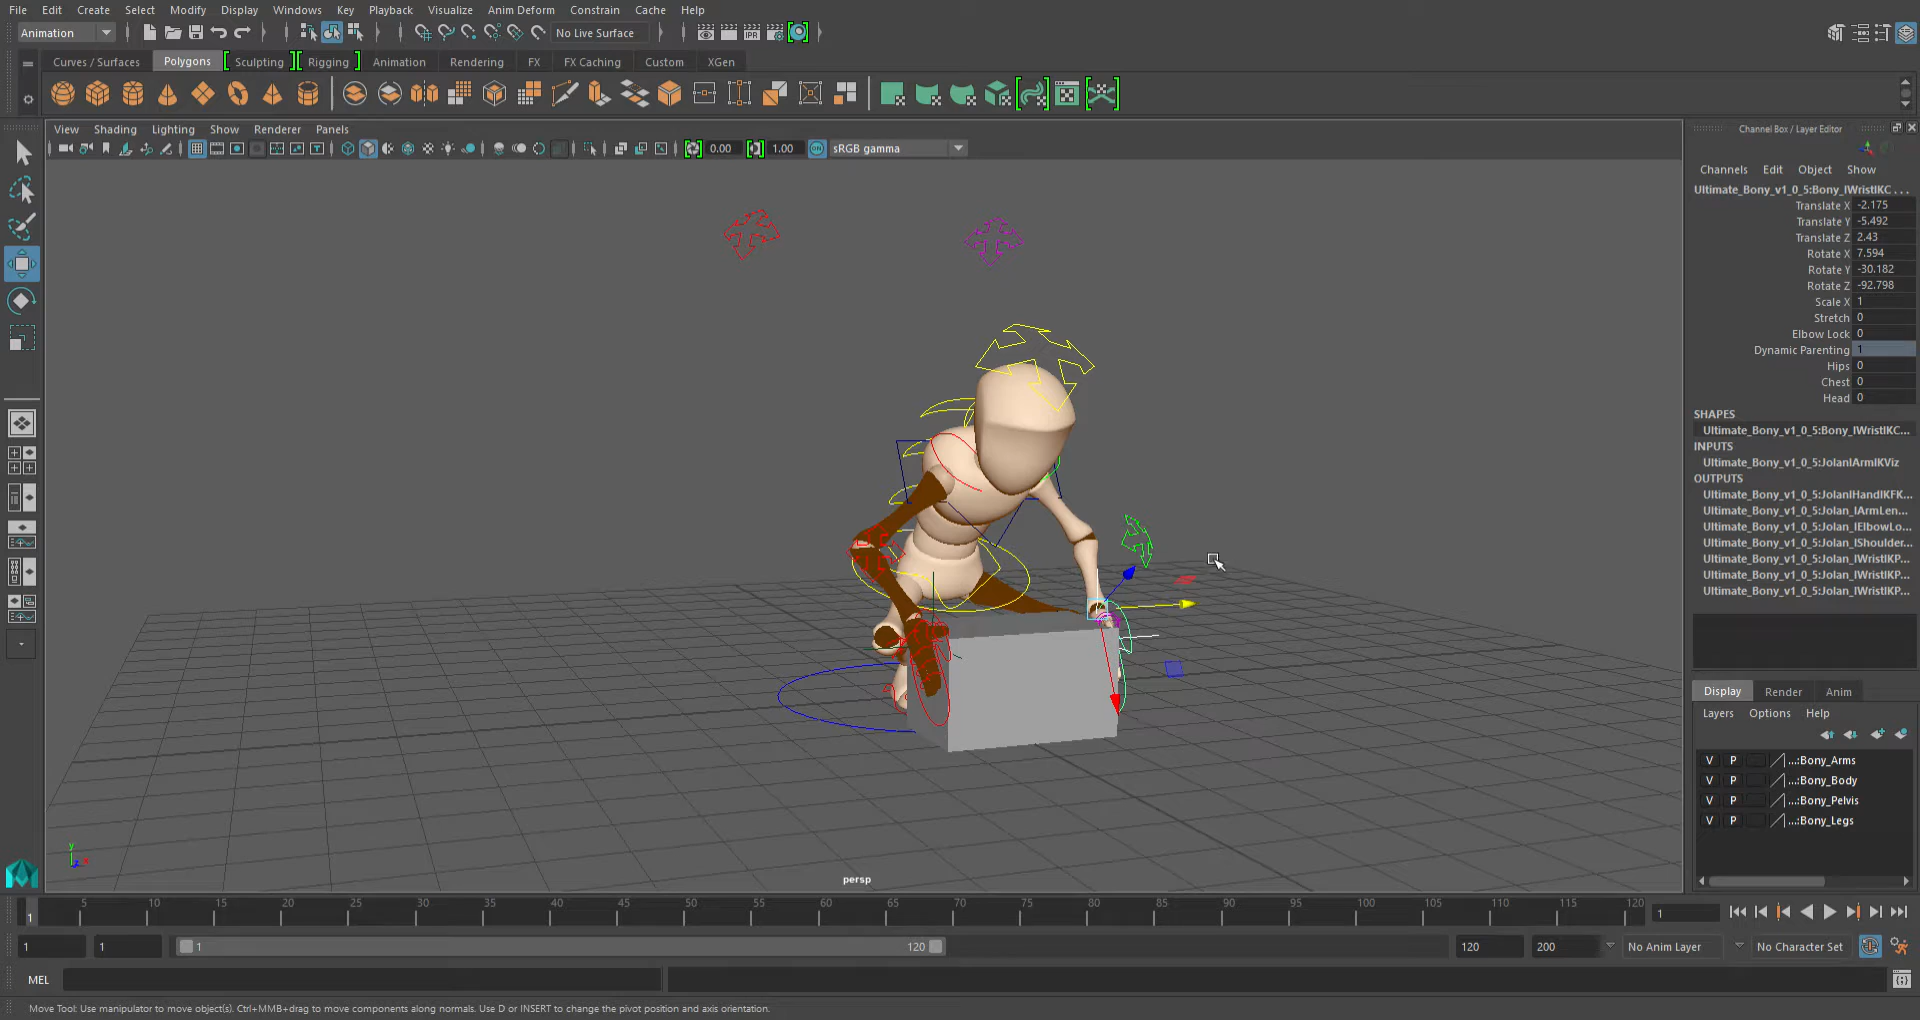 File Edit Create Select Modify Display Windows Key Playback Visualize Anim Deform Constrain Cache Help
Animation No Live Surface
Curves / Surfaces Polygons Sculpting Rigging Animation Rendering FX FX Caching Custom XGen
View Shading Lighting Show Renderer Panels
0.00 1.00 sRGB gamma
Channel Box / Layer Editor
Channels Edit Object Show
Ultimate_Bony_v1_0_5:Bony_lWristIKC . . .
Translate X -2.175
Translate Y -5.492
Translate Z 2.43
Rotate X 7.594
Rotate Y -30.182
Rotate Z -92.798
Scale X 1
Stretch 0
Elbow Lock 0
Dynamic Parenting 1
Hips 0
Chest 0
Head 0
SHAPES
Ultimate_Bony_v1_0_5:Bony_lWristIKC...
INPUTS
Ultimate_Bony_v1_0_5:JolanlArmIKViz
OUTPUTS
Ultimate_Bony_v1_0_5:JolanlHandIKFK...
Ultimate_Bony_v1_0_5:Jolan_lArmLen...
Ultimate_Bony_v1_0_5:Jolan_lElbowLo...
Ultimate_Bony_v1_0_5:Jolan_lShoulder...
Ultimate_Bony_v1_0_5:Jolan_lWristIKP...
Ultimate_Bony_v1_0_5:Jolan_lWristIKP...
Ultimate_Bony_v1_0_5:Jolan_lWristIKP...
Display Render Anim
Layers Options Help
V P ...:Bony_Arms
V P ...:Bony_Body
V P ...:Bony_Pelvis
V P ...:Bony_Legs
y
z x
persp
1 5 10 15 20 25 30 35 40 45 50 55 60 65 70 75 80 85 90 95 100 105 110 115 120 1
1 1 1 120 120 200 No Anim Layer No Character Set
MEL
Move Tool: Use manipulator to move object(s). Ctrl+MMB+drag to move components along normals. Use D or INSERT to change the pivot position and axis orientation.